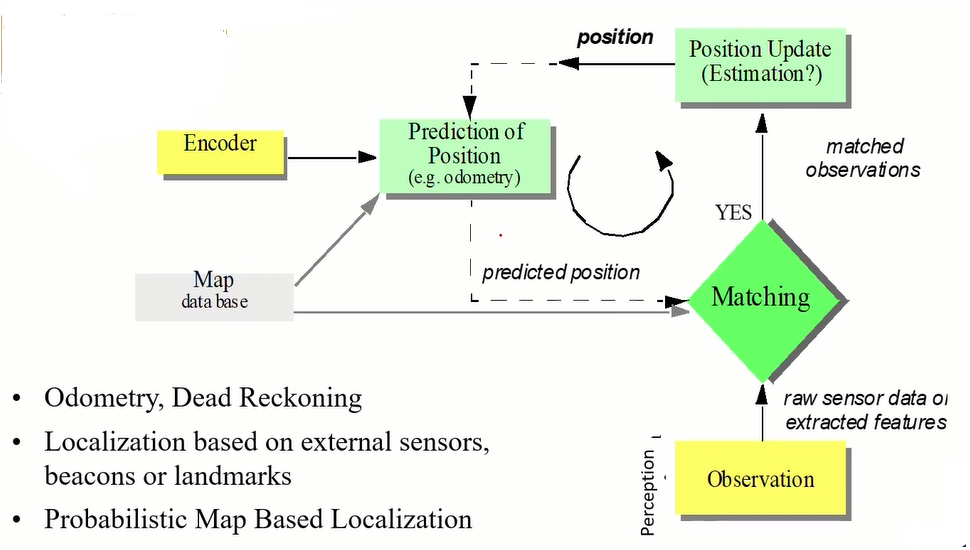 position
Position Update
(Estimation?)
Encoder
Prediction of
Position
(e.g. odometry)
matched
observations
YES
Map
data base
predicted position
Matching
raw sensor data or
extracted features
Observation
Perception
• Odometry, Dead Reckoning
• Localization based on external sensors,
beacons or landmarks
• Probabilistic Map Based Localization